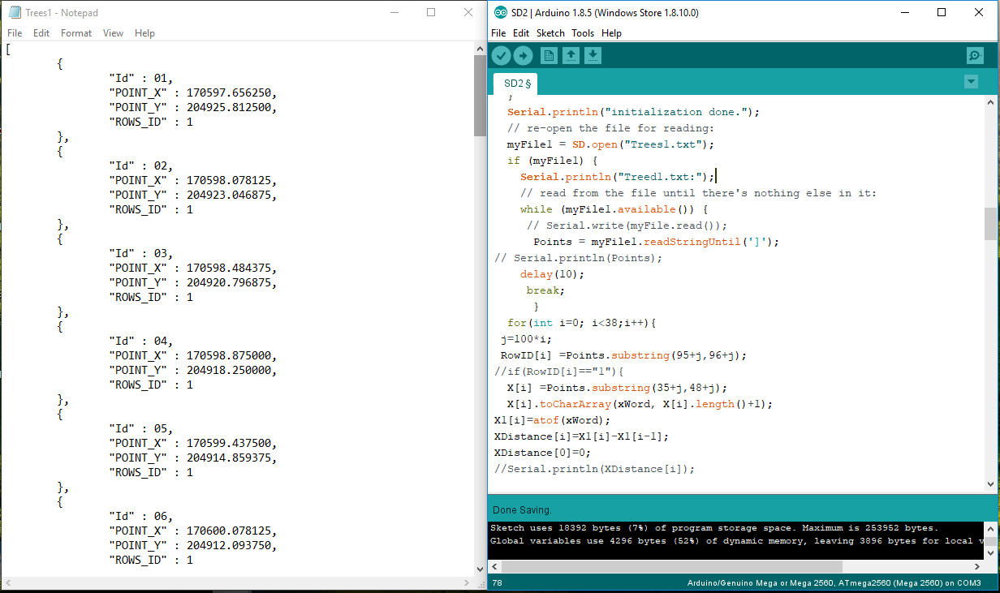 Trees1 - Notepad
File Edit Format View Help
[
{
"Id" : 01,
"POINT_X" : 170597.656250,
"POINT_Y" : 204925.812500,
"ROWS_ID" : 1
},
{
"Id" : 02,
"POINT_X" : 170598.078125,
"POINT_Y" : 204923.046875,
"ROWS_ID" : 1
},
{
"Id" : 03,
"POINT_X" : 170598.484375,
"POINT_Y" : 204920.796875,
"ROWS_ID" : 1
},
{
"Id" : 04,
"POINT_X" : 170598.875000,
"POINT_Y" : 204918.250000,
"ROWS_ID" : 1
},
{
"Id" : 05,
"POINT_X" : 170599.437500,
"POINT_Y" : 204914.859375,
"ROWS_ID" : 1
},
{
"Id" : 06,
"POINT_X" : 170600.078125,
"POINT_Y" : 204912.093750,
"ROWS_ID" : 1
SD2 | Arduino 1.8.5 (Windows Store 1.8.10.0)
File Edit Sketch Tools Help
SD2 §
}
Serial.println("initialization done.");
// re-open the file for reading:
myFile1 = SD.open("Trees1.txt");
if (myFile1) {
Serial.println("Treed1.txt:");
// read from the file until there's nothing else in it:
while (myFile1.available()) {
// Serial.write(myFile.read());
Points = myFile1.readStringUntil(']');
// Serial.println(Points);
delay(10);
break;
}
for(int i=0; i<38;i++){
j=100*i;
RowID[i] =Points.substring(95+j,96+j);
//if(RowID[i]=="1"){
X[i] =Points.substring(35+j,48+j);
X[i].toCharArray(xWord, X[i].length()+1);
X1[i]=atof(xWord);
XDistance[i]=X1[i]-X1[i-1];
XDistance[0]=0;
//Serial.println(XDistance[i]);
Done Saving.
Sketch uses 18392 bytes (7%) of program storage space. Maximum is 253952 bytes.
Global variables use 4296 bytes (52%) of dynamic memory, leaving 3896 bytes for local v
78 Arduino/Genuino Mega or Mega 2560, ATmega2560 (Mega 2560) on COM3